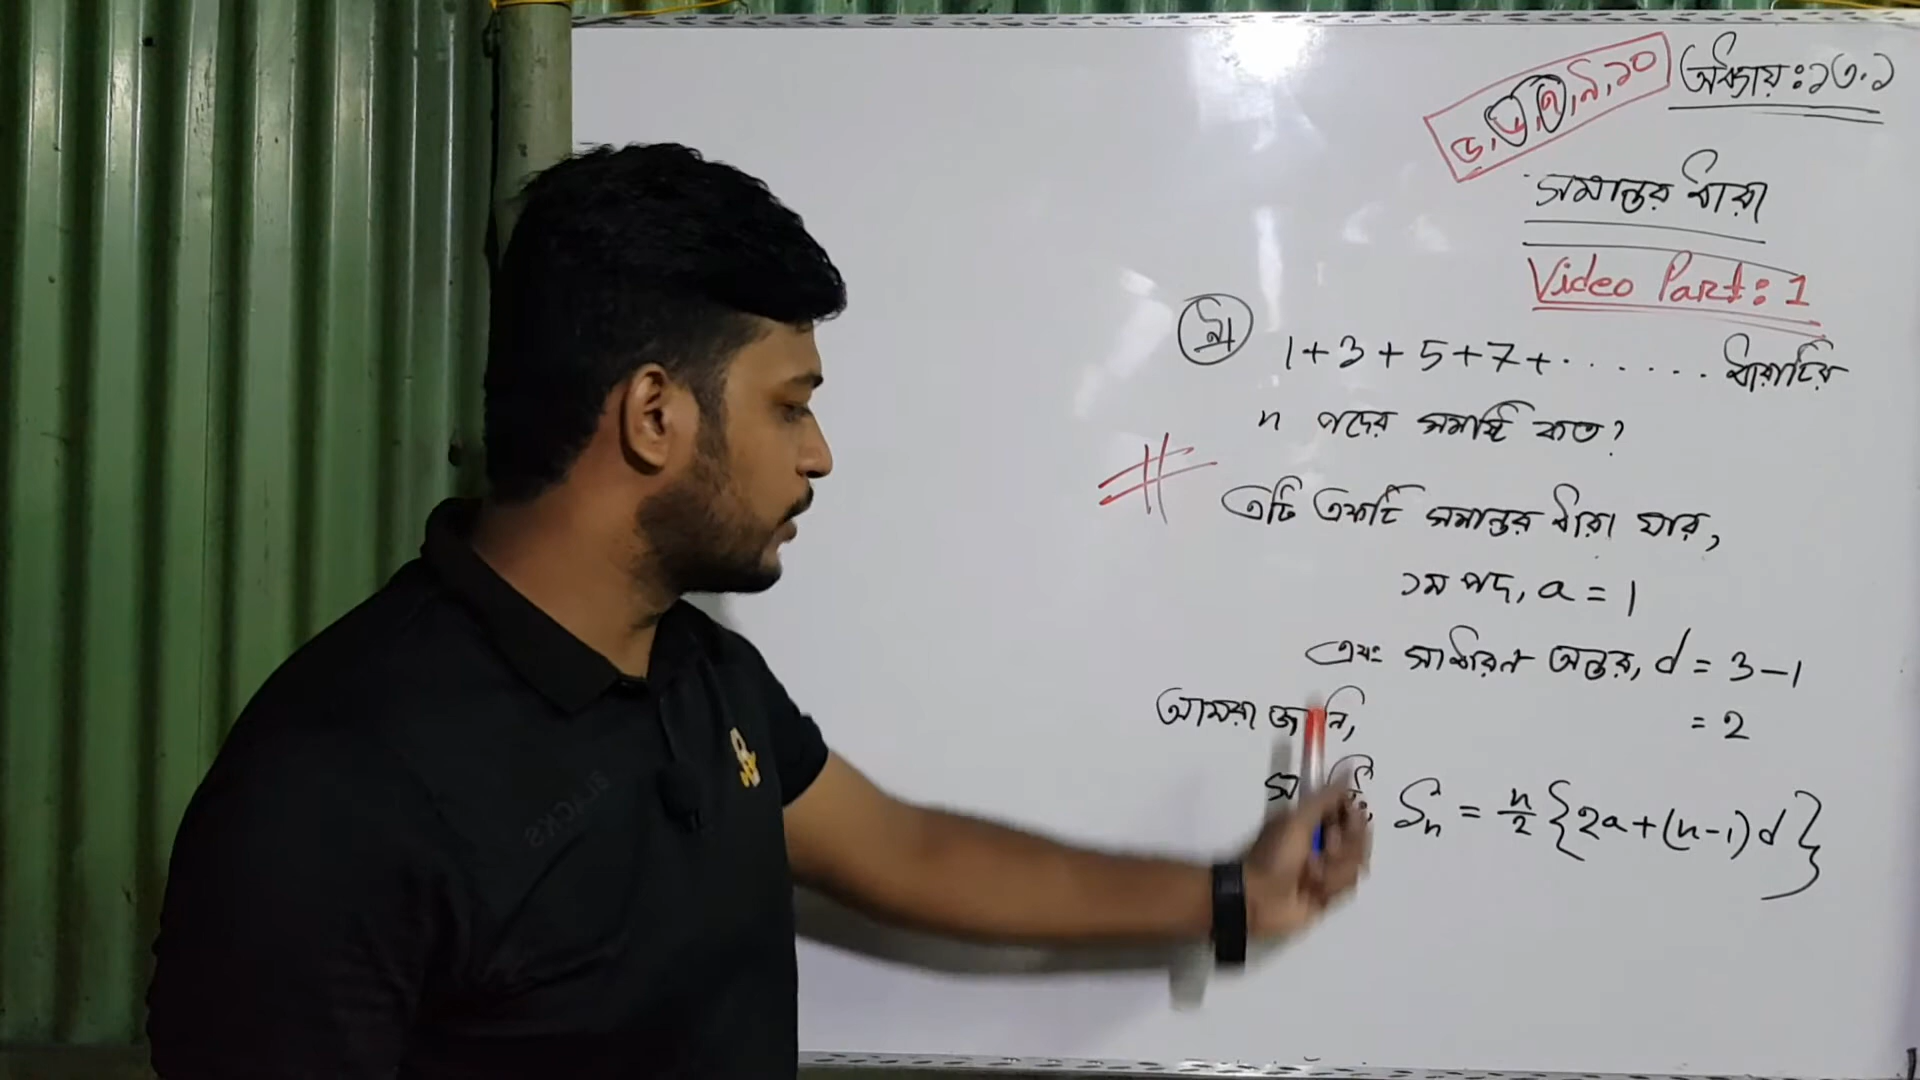 অধ্যায়ঃ ১৩.১
ড, ঢ, ণ, ন, ১০
সমান্তর ধারা
Video Part: 1
ন। 1+3+5+7+.......ধারাটির
n পদের সমষ্টি কত?
এটি একটি সমান্তর ধারা যার,
১ম পদ, a = 1
এবং সাধারণ অন্তর, d = 3-1
= 2
আমরা জানি,
Sn = n/2 {2a+(n-1)d}